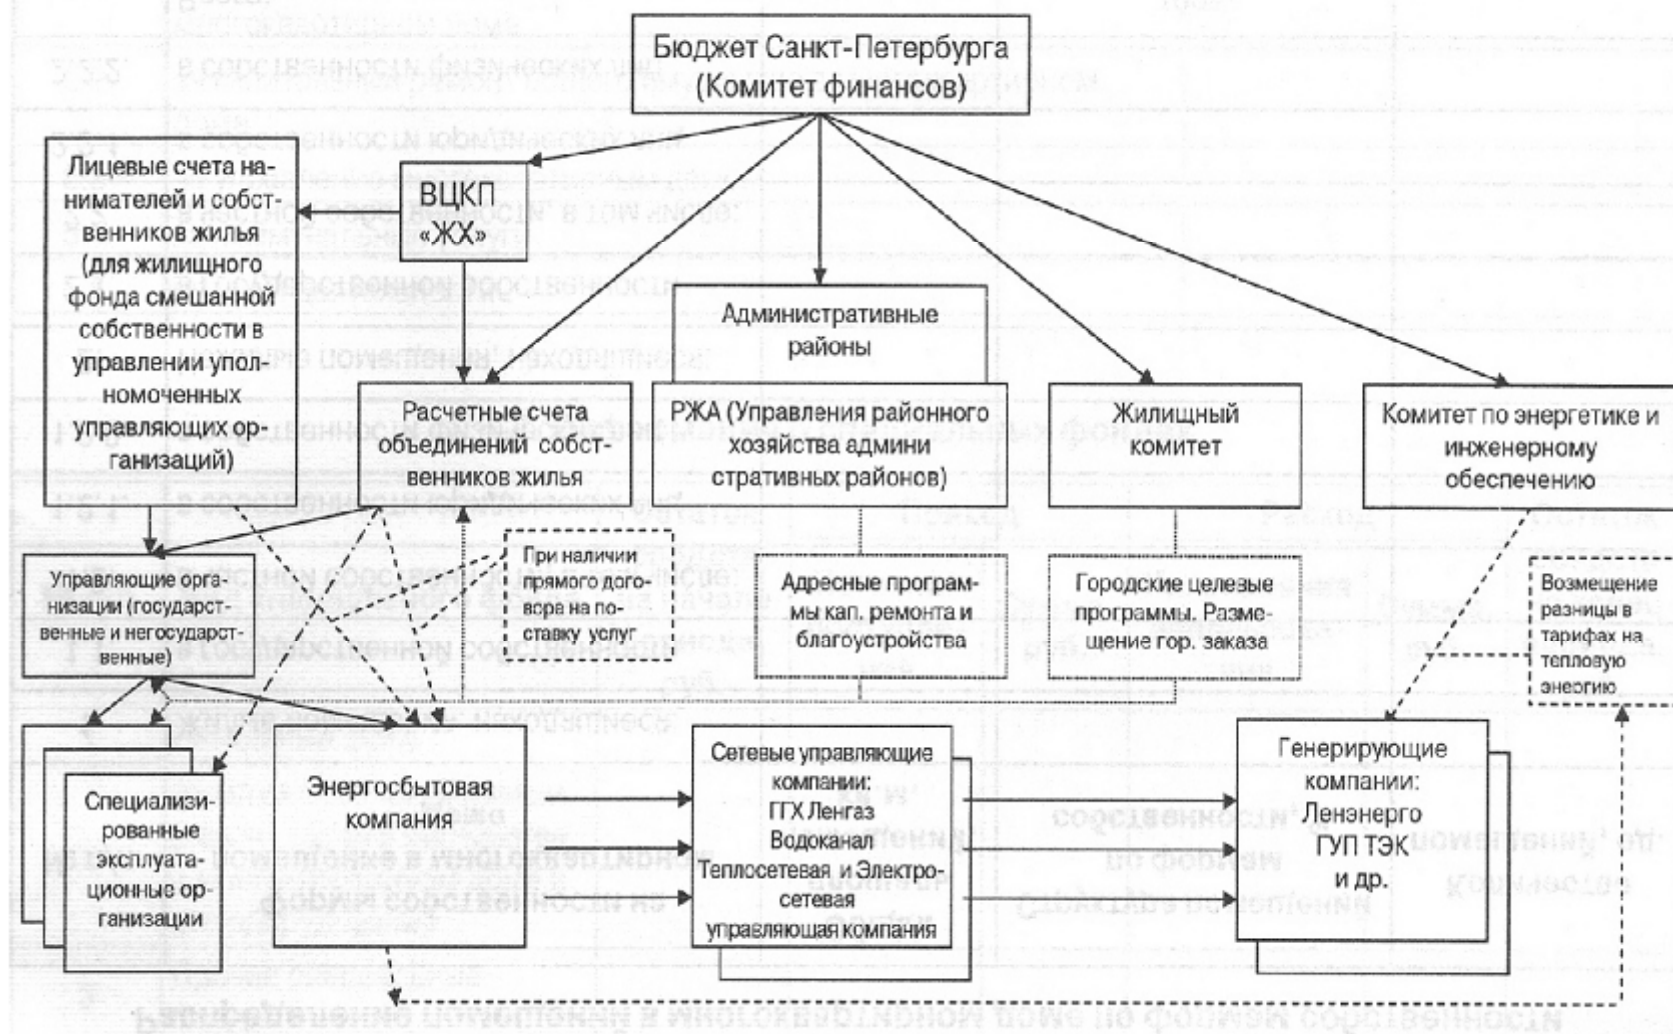 Бюджет Санкт-Петербурга
(Комитет финансов)
Лицевые счета на-
нимателей и собст-
венников жилья
(для жилищного
фонда смешанной
собственности в
управлении упол-
номоченных
управляющих ор-
ганизаций)
ВЦКП
«ЖХ»
Административные
районы
Расчетные счета
объединений собст-
венников жилья
РЖА (Управления районного
хозяйства админи
стративных районов)
Жилищный
комитет
Комитет по энергетике и
инженерному
обеспечению
Управляющие орга-
низации (государст-
венные и негосударст-
венные)
При наличии
прямого дого-
вора на по-
ставку услуг
Адресные програм-
мы кап. ремонта и
благоустройства
Городские целевые
программы, Разме-
щение гор. заказа
Возмещение
разницы в
тарифах на
тепловую
энергию
Специализи-
рованные
эксплуата-
ционные ор-
ганизации
Энергосбытовая
компания
Сетевые управляющие
компании:
ГГХ Ленгаз
Водоканал
Теплосетевая и Электро-
сетевая
управляющая компания
Генерирующие
компании:
Ленэнерго
ГУП ТЭК
и др.